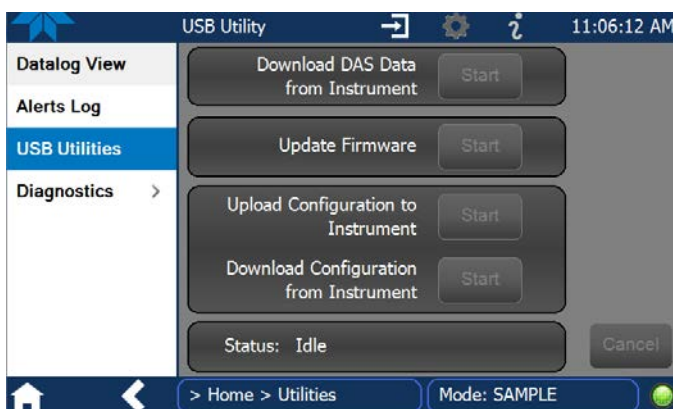 USB Utility
11:06:12 AM
Datalog View
Alerts Log
USB Utilities
Diagnostics >
Download DAS Data
from Instrument
Start
Update Firmware
Start
Upload Configuration to
Instrument
Start
Download Configuration
from Instrument
Start
Status: Idle
Cancel
> Home > Utilities
Mode: SAMPLE